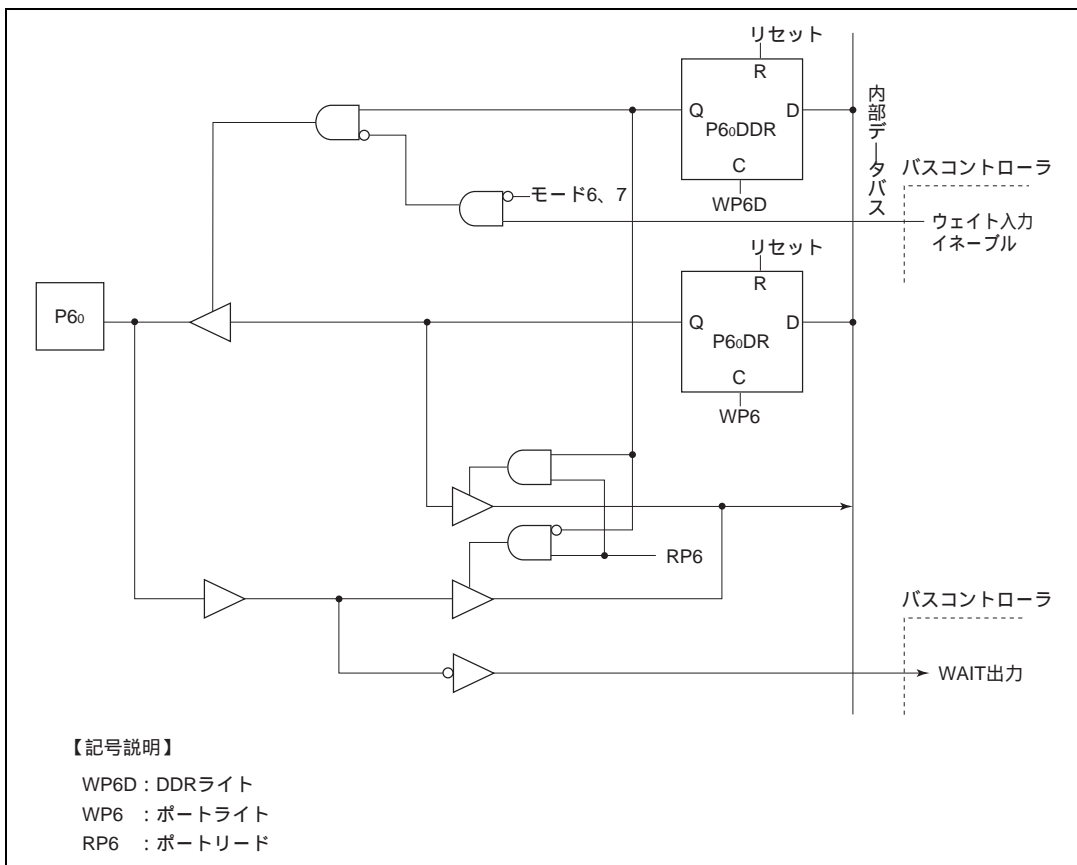 リセット
R
Q
D
P6₀DDR
C
WP6D
内部データバス
バスコントローラ
モード6、7
ウェイト入力
イネーブル
リセット
R
P6₀
Q
D
P6₀DR
C
WP6
RP6
バスコントローラ
WAIT出力
【記号説明】
WP6D : DDRライト
WP6 : ポートライト
RP6 : ポートリード